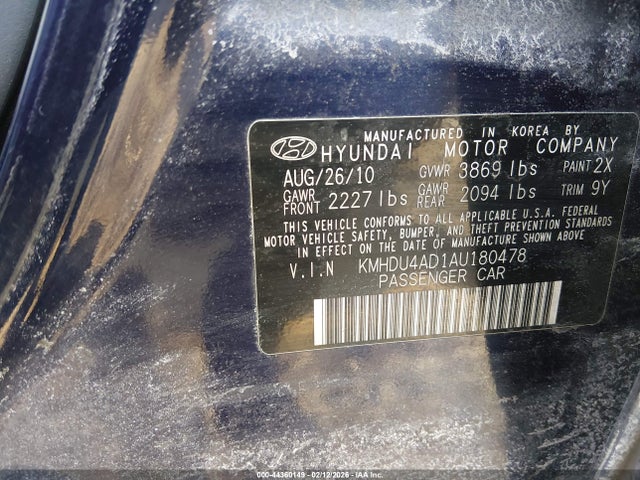 MANUFACTURED IN KOREA BY
HYUNDAI MOTOR COMPANY
AUG/26/10 GVWR 3869 lbs PAINT 2X
GAWR FRONT 2227 lbs GAWR REAR 2094 lbs TRIM 9Y
THIS VEHICLE CONFORMS TO ALL APPLICABLE U.S.A. FEDERAL
MOTOR VEHICLE SAFETY, BUMPER, AND THEFT PREVENTION STANDARDS
IN EFFECT ON THE DATE OF MANUFACTURE SHOWN ABOVE.
V.I.N KMHDU4AD1AU180478
PASSENGER CAR
000-44360149 - 02/12/2026 - IAA Inc.